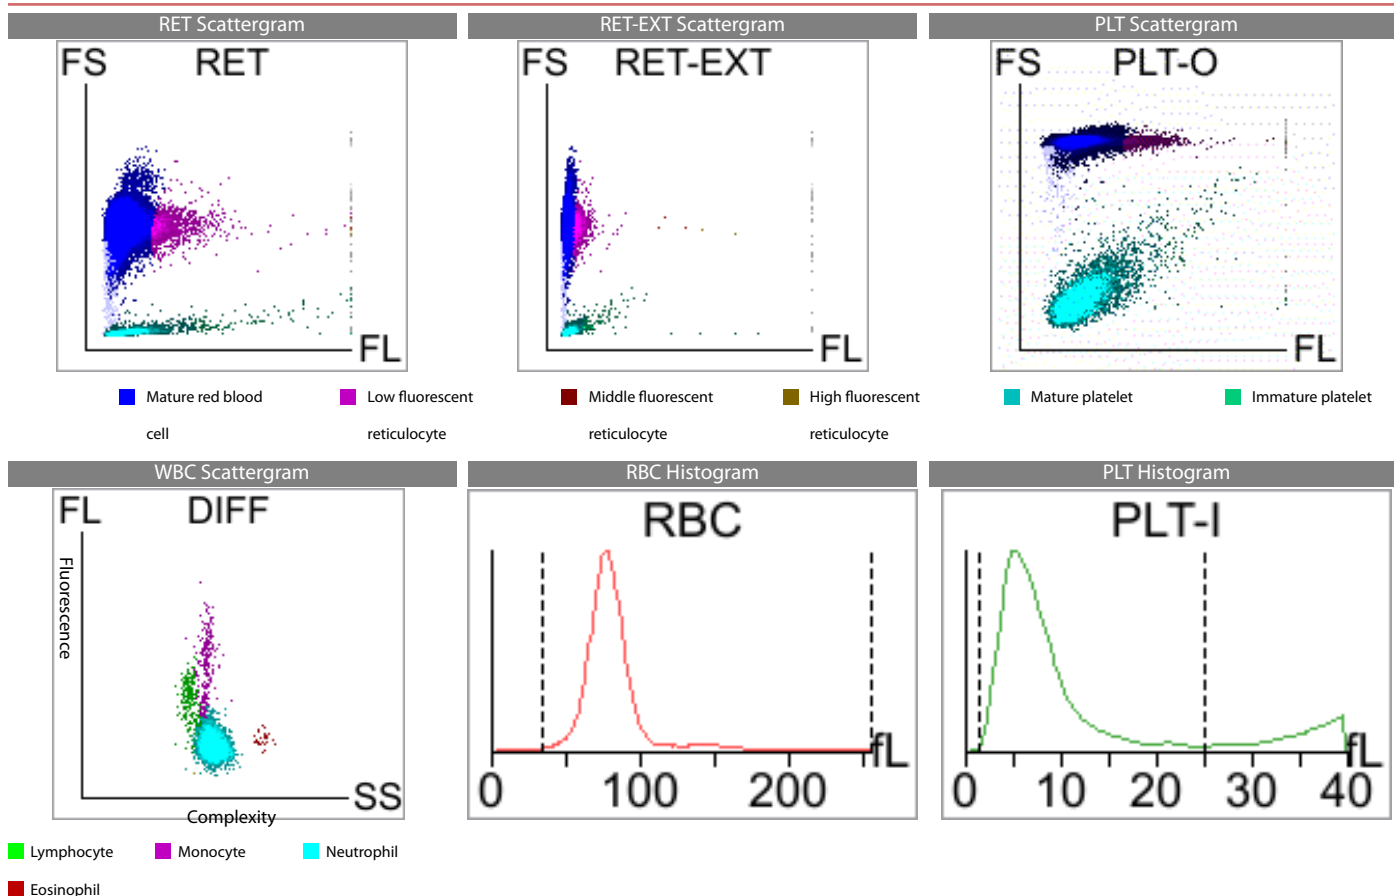 RET Scattergram
RET-EXT Scattergram
PLT Scattergram
FS RET
FL
FS RET-EXT
FL
FS PLT-O
FL
Mature red blood
cell
Low fluorescent
reticulocyte
Middle fluorescent
reticulocyte
High fluorescent
reticulocyte
Mature platelet
Immature platelet
WBC Scattergram
RBC Histogram
PLT Histogram
FL DIFF
Fluorescence
SS
Complexity
RBC
fL
0 100 200
PLT-I
fL
0 10 20 30 40
Lymphocyte
Monocyte
Neutrophil
Eosinophil